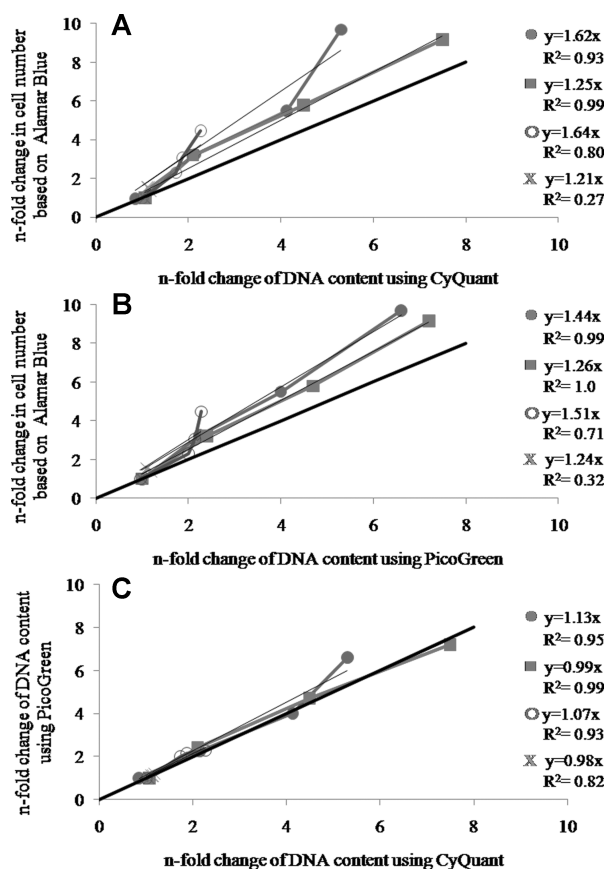 A
10
8
6
4
2
0
n-fold change in cell number
based on Alamar Blue
0 2 4 6 8 10
n-fold change of DNA content using CyQuant
y=1.62x
R²= 0.93
y=1.25x
R²= 0.99
y=1.64x
R²= 0.80
y=1.21x
R²= 0.27
B
10
8
6
4
2
0
n-fold change in cell number
based on Alamar Blue
0 2 4 6 8 10
n-fold change of DNA content using PicoGreen
y=1.44x
R²= 0.99
y=1.26x
R²= 1.0
y=1.51x
R²= 0.71
y=1.24x
R²= 0.32
C
10
8
6
4
2
0
n-fold change of DNA content
using PicoGreen
0 2 4 6 8 10
n-fold change of DNA content using CyQuant
y=1.13x
R²= 0.95
y=0.99x
R²= 0.99
y=1.07x
R²= 0.93
y=0.98x
R²= 0.82